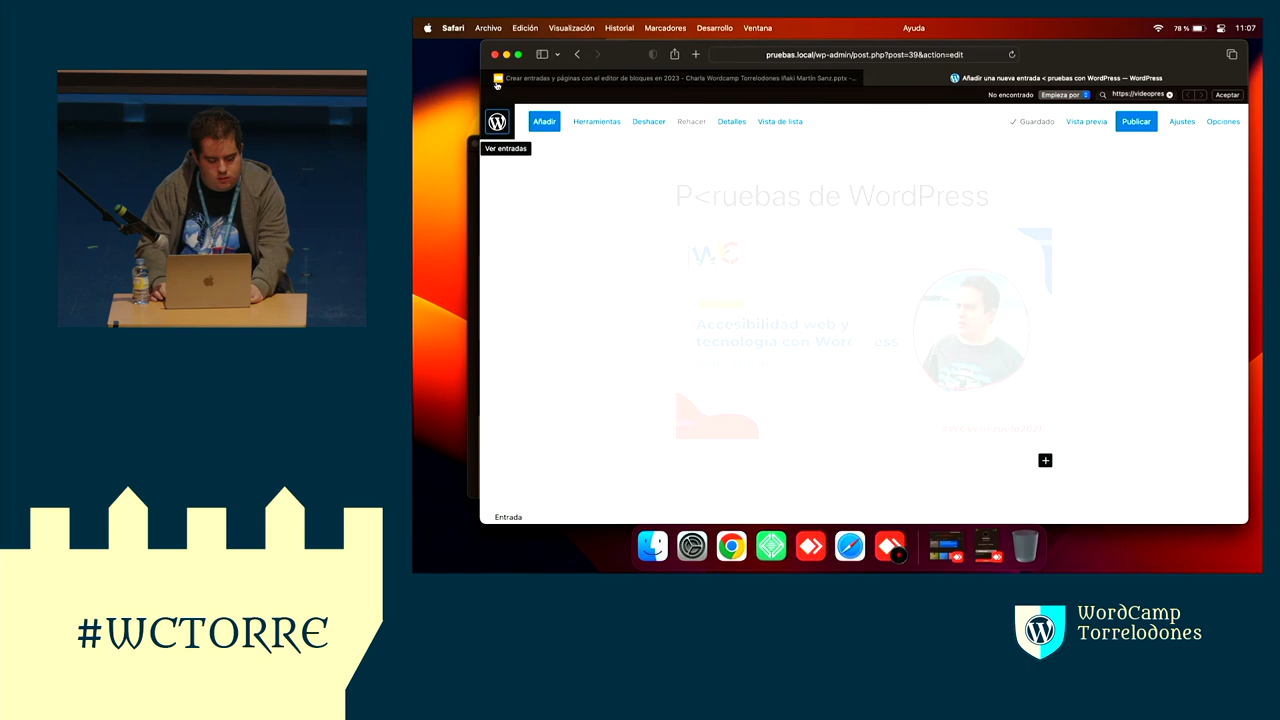 Safari Archivo Edición Visualización Historial Marcadores Desarrollo Ventana Ayuda 78 % 11:07
pruebas.local/wp-admin/post.php?post=39&action=edit
Crear entradas y páginas con el editor de bloques en 2023 - Charla Wordcamp Torrelodones Iñaki Martín Sanz.pptx -...
Añadir una nueva entrada < pruebas con WordPress — WordPress
No encontrado Empieza por https://videopres Aceptar
Añadir Herramientas Deshacer Rehacer Detalles Vista de lista Guardado Vista previa Publicar Ajustes Opciones
Ver entradas
P<ruebas de WordPress
Accesibilidad web y
tecnología con
Entrada
#WCTORRE
WordCamp
Torrelodones